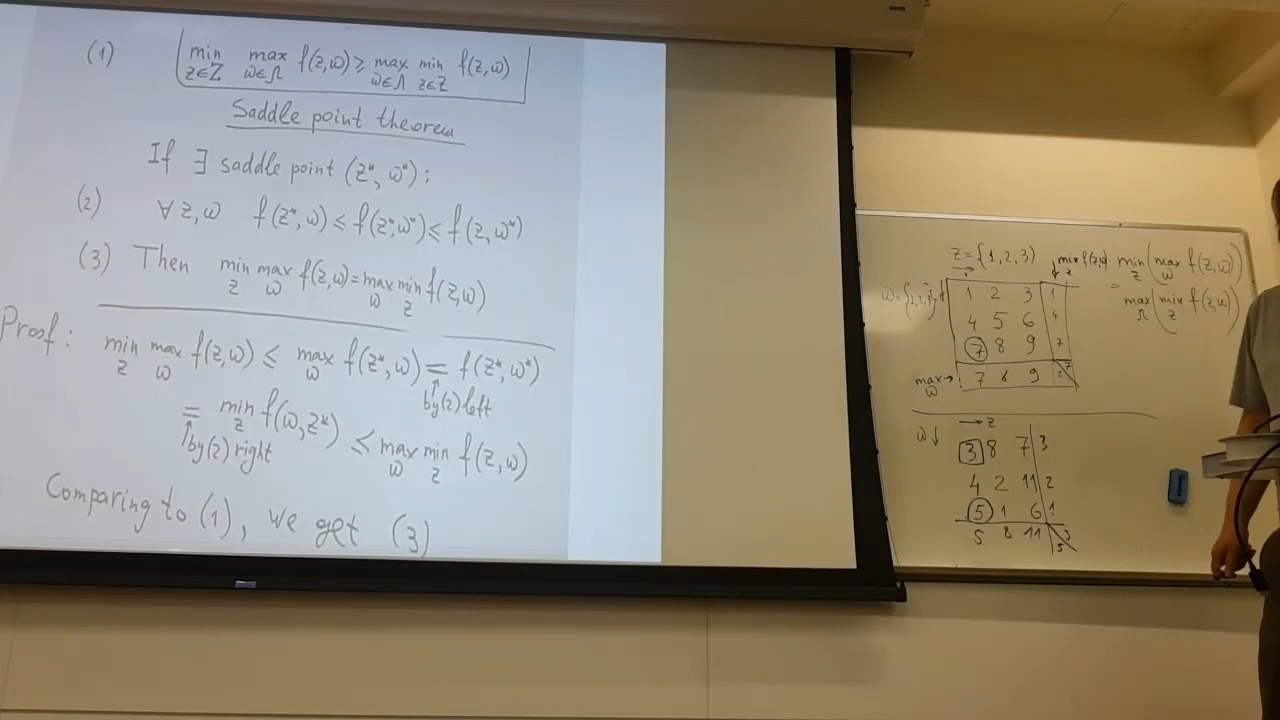 (1) min z∈Z max ω∈Ω f(z,ω) ≥ max ω∈Ω min z∈Z f(z,ω)
Saddle point theorem
If ∃ saddle point (z*, ω*):
(2) ∀ z,ω f(z*,ω) ≤ f(z*,ω*) ≤ f(z,ω*)
(3) Then min z max ω f(z,ω) = max ω min z f(z,ω)
Proof: min z max ω f(z,ω) ≤ max ω f(z*,ω) = f(z*,ω*)
by (2) left
= min z f(ω,z*) ≤ max ω min z f(z,ω)
by (2) right
Comparing to (1), we get (3)
z = {1,2,3)
↓ min z f(z,ω)
min z (max ω f(z,ω))
=
max Ω (min z f(z,ω))
1 2 3 1
4 5 6 4
7 8 9 7
max ω → 7 8 9
→ z
ω ↓
3 8 7 3
4 2 11 2
5 1 6 1
5 8 11 5 3